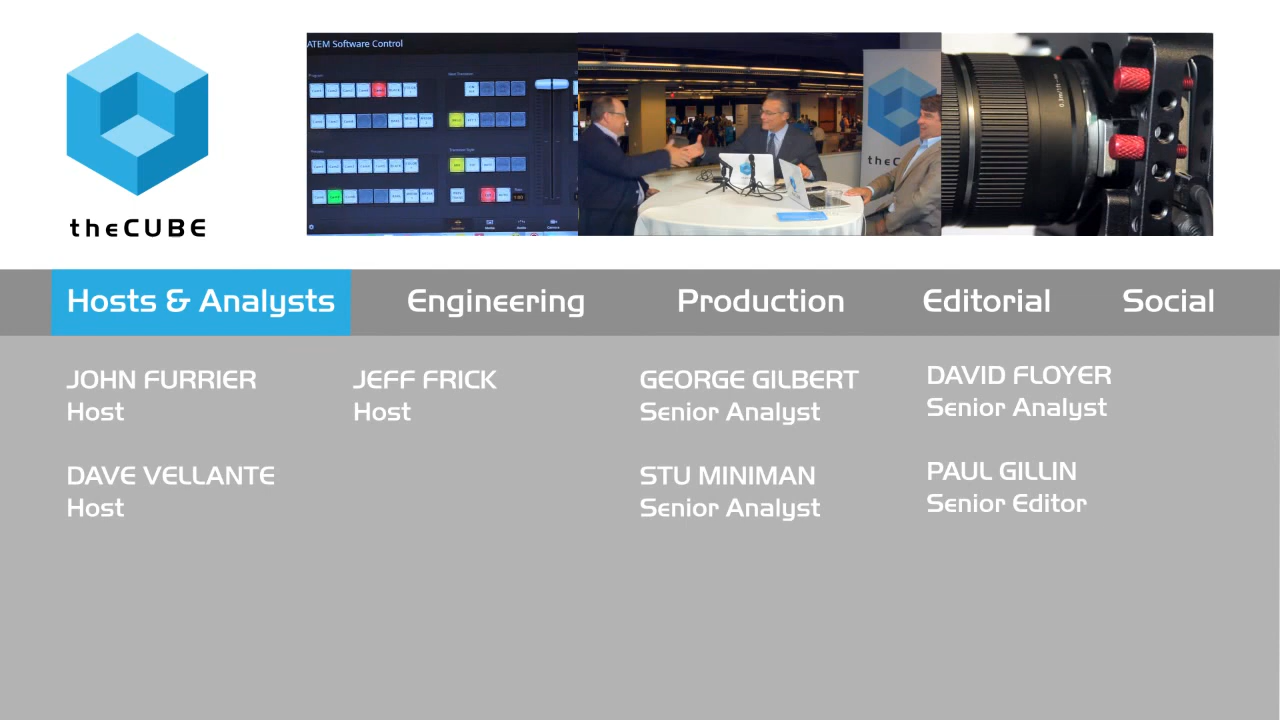 theCUBE
ATEM Software Control
theC
Hosts & Analysts
Engineering
Production
Editorial
Social
JOHN FURRIER
Host
DAVE VELLANTE
Host
JEFF FRICK
Host
GEORGE GILBERT
Senior Analyst
STU MINIMAN
Senior Analyst
DAVID FLOYER
Senior Analyst
PAUL GILLIN
Senior Editor